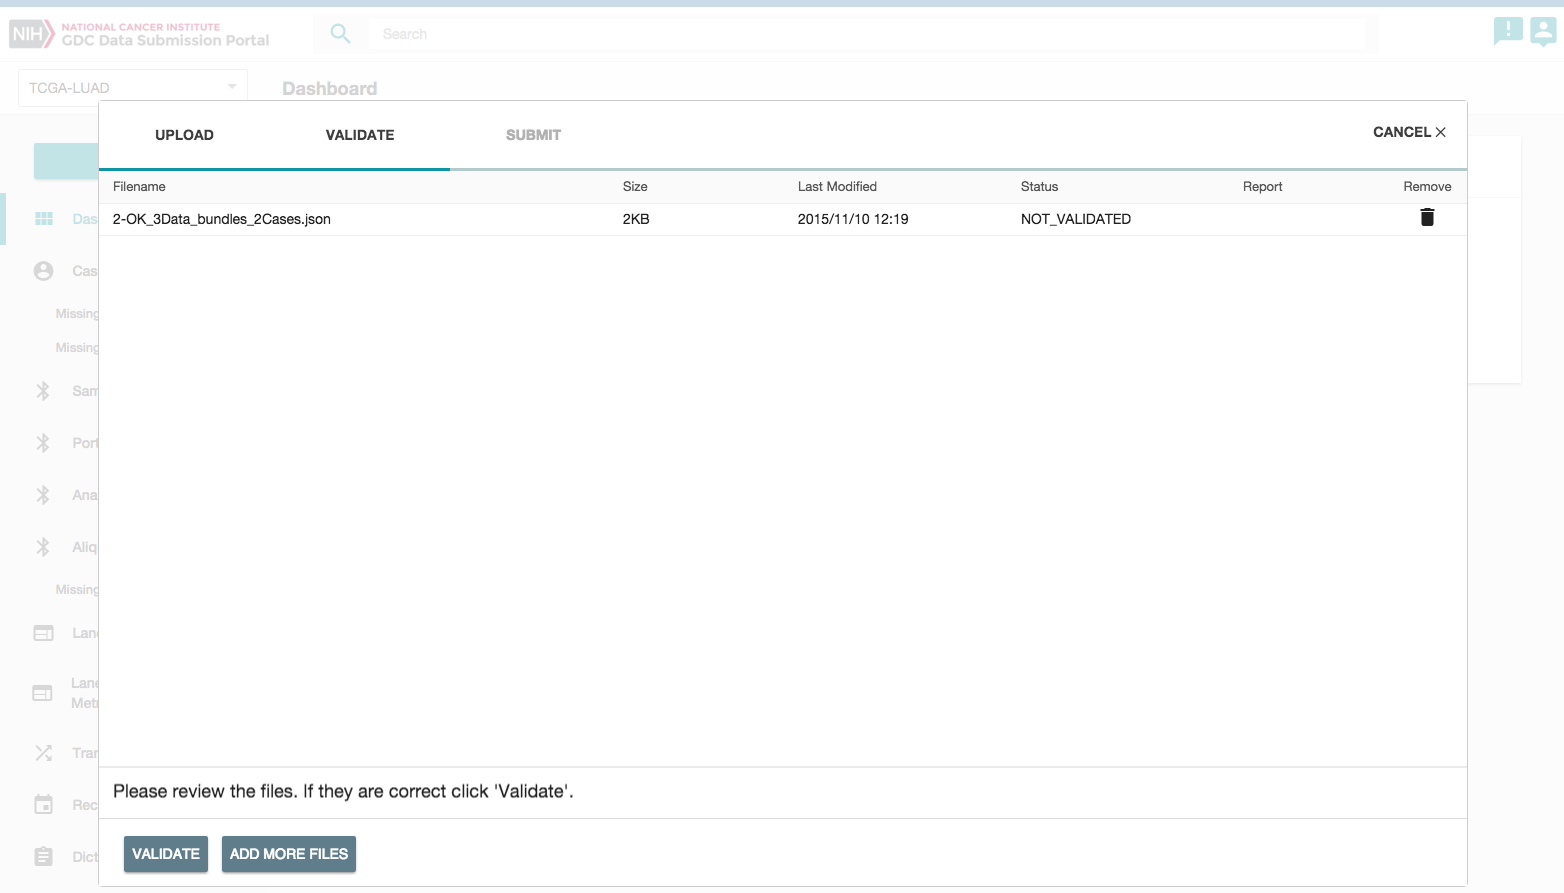 NIH NATIONAL CANCER INSTITUTE
GDC Data Submission Portal
Search
TCGA-LUAD
Dashboard
UPLOAD VALIDATE SUBMIT CANCEL
Filename Size Last Modified Status Report Remove
2-OK_3Data_bundles_2Cases.json 2KB 2015/11/10 12:19 NOT_VALIDATED
Das
Cas
Missing
Missing
Sam
Port
Ana
Aliq
Missing
Lane
Lane
Metr
Tran
Rec
Dict
Please review the files. If they are correct click 'Validate'.
VALIDATE ADD MORE FILES